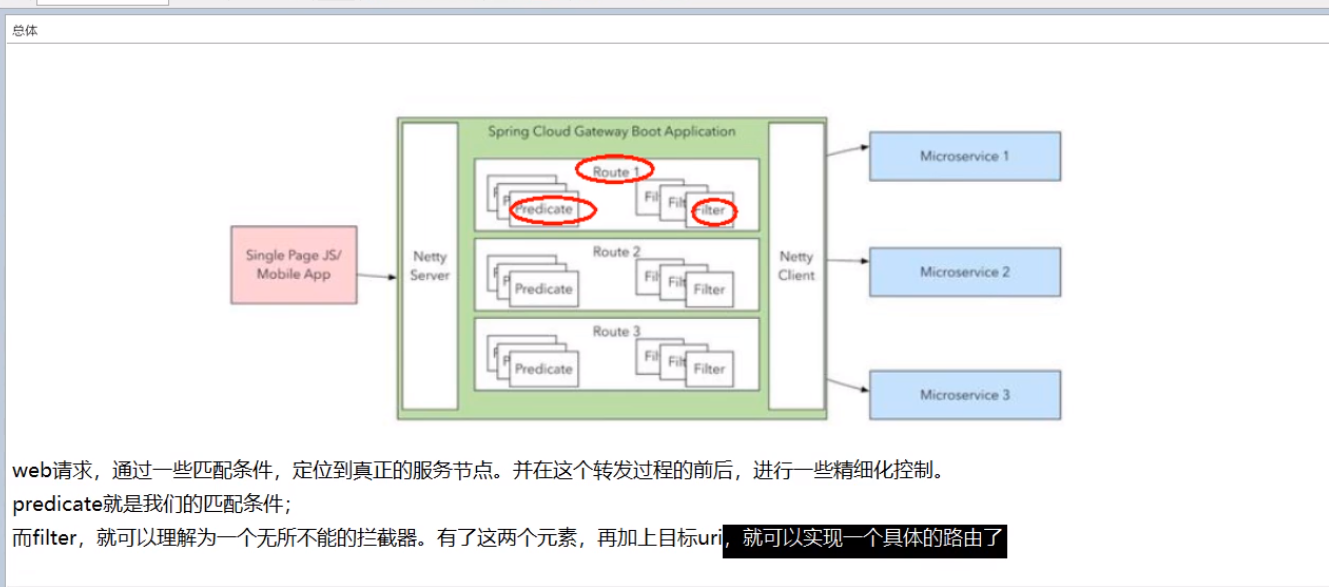 总体
Spring Cloud Gateway Boot Application
Route 1
Predicate
Fil
Filt
Filter
Microservice 1
Single Page JS/
Mobile App
Netty
Server
Route 2
Predicate
Fil
Filt
Filter
Netty
Client
Microservice 2
Route 3
Predicate
Fil
Filt
Filter
Microservice 3
web请求，通过一些匹配条件，定位到真正的服务节点。并在这个转发过程的前后，进行一些精细化控制。
predicate就是我们的匹配条件；
而filter，就可以理解为一个无所不能的拦截器。有了这两个元素，再加上目标uri，就可以实现一个具体的路由了